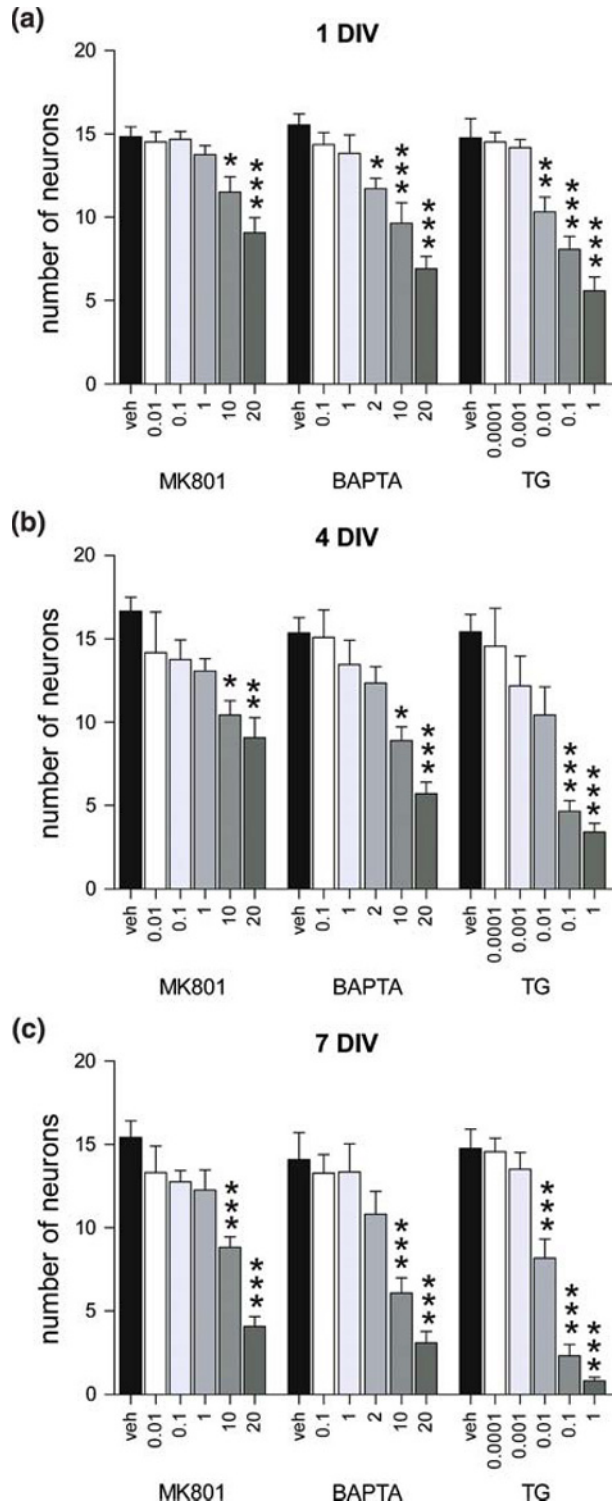 (a)
1 DIV
number of neurons
20
15
10
5
0
* *** * *** *** ** *** ***
veh 0.01 0.1 1 10 20 veh 0.1 1 2 10 20 veh 0.0001 0.001 0.01 0.1 1
MK801 BAPTA TG
(b)
4 DIV
number of neurons
20
15
10
5
0
* ** * *** *** ***
veh 0.01 0.1 1 10 20 veh 0.1 1 2 10 20 veh 0.0001 0.001 0.01 0.1 1
MK801 BAPTA TG
(c)
7 DIV
number of neurons
20
15
10
5
0
*** *** *** *** *** *** ***
veh 0.01 0.1 1 10 20 veh 0.1 1 2 10 20 veh 0.0001 0.001 0.01 0.1 1
MK801 BAPTA TG